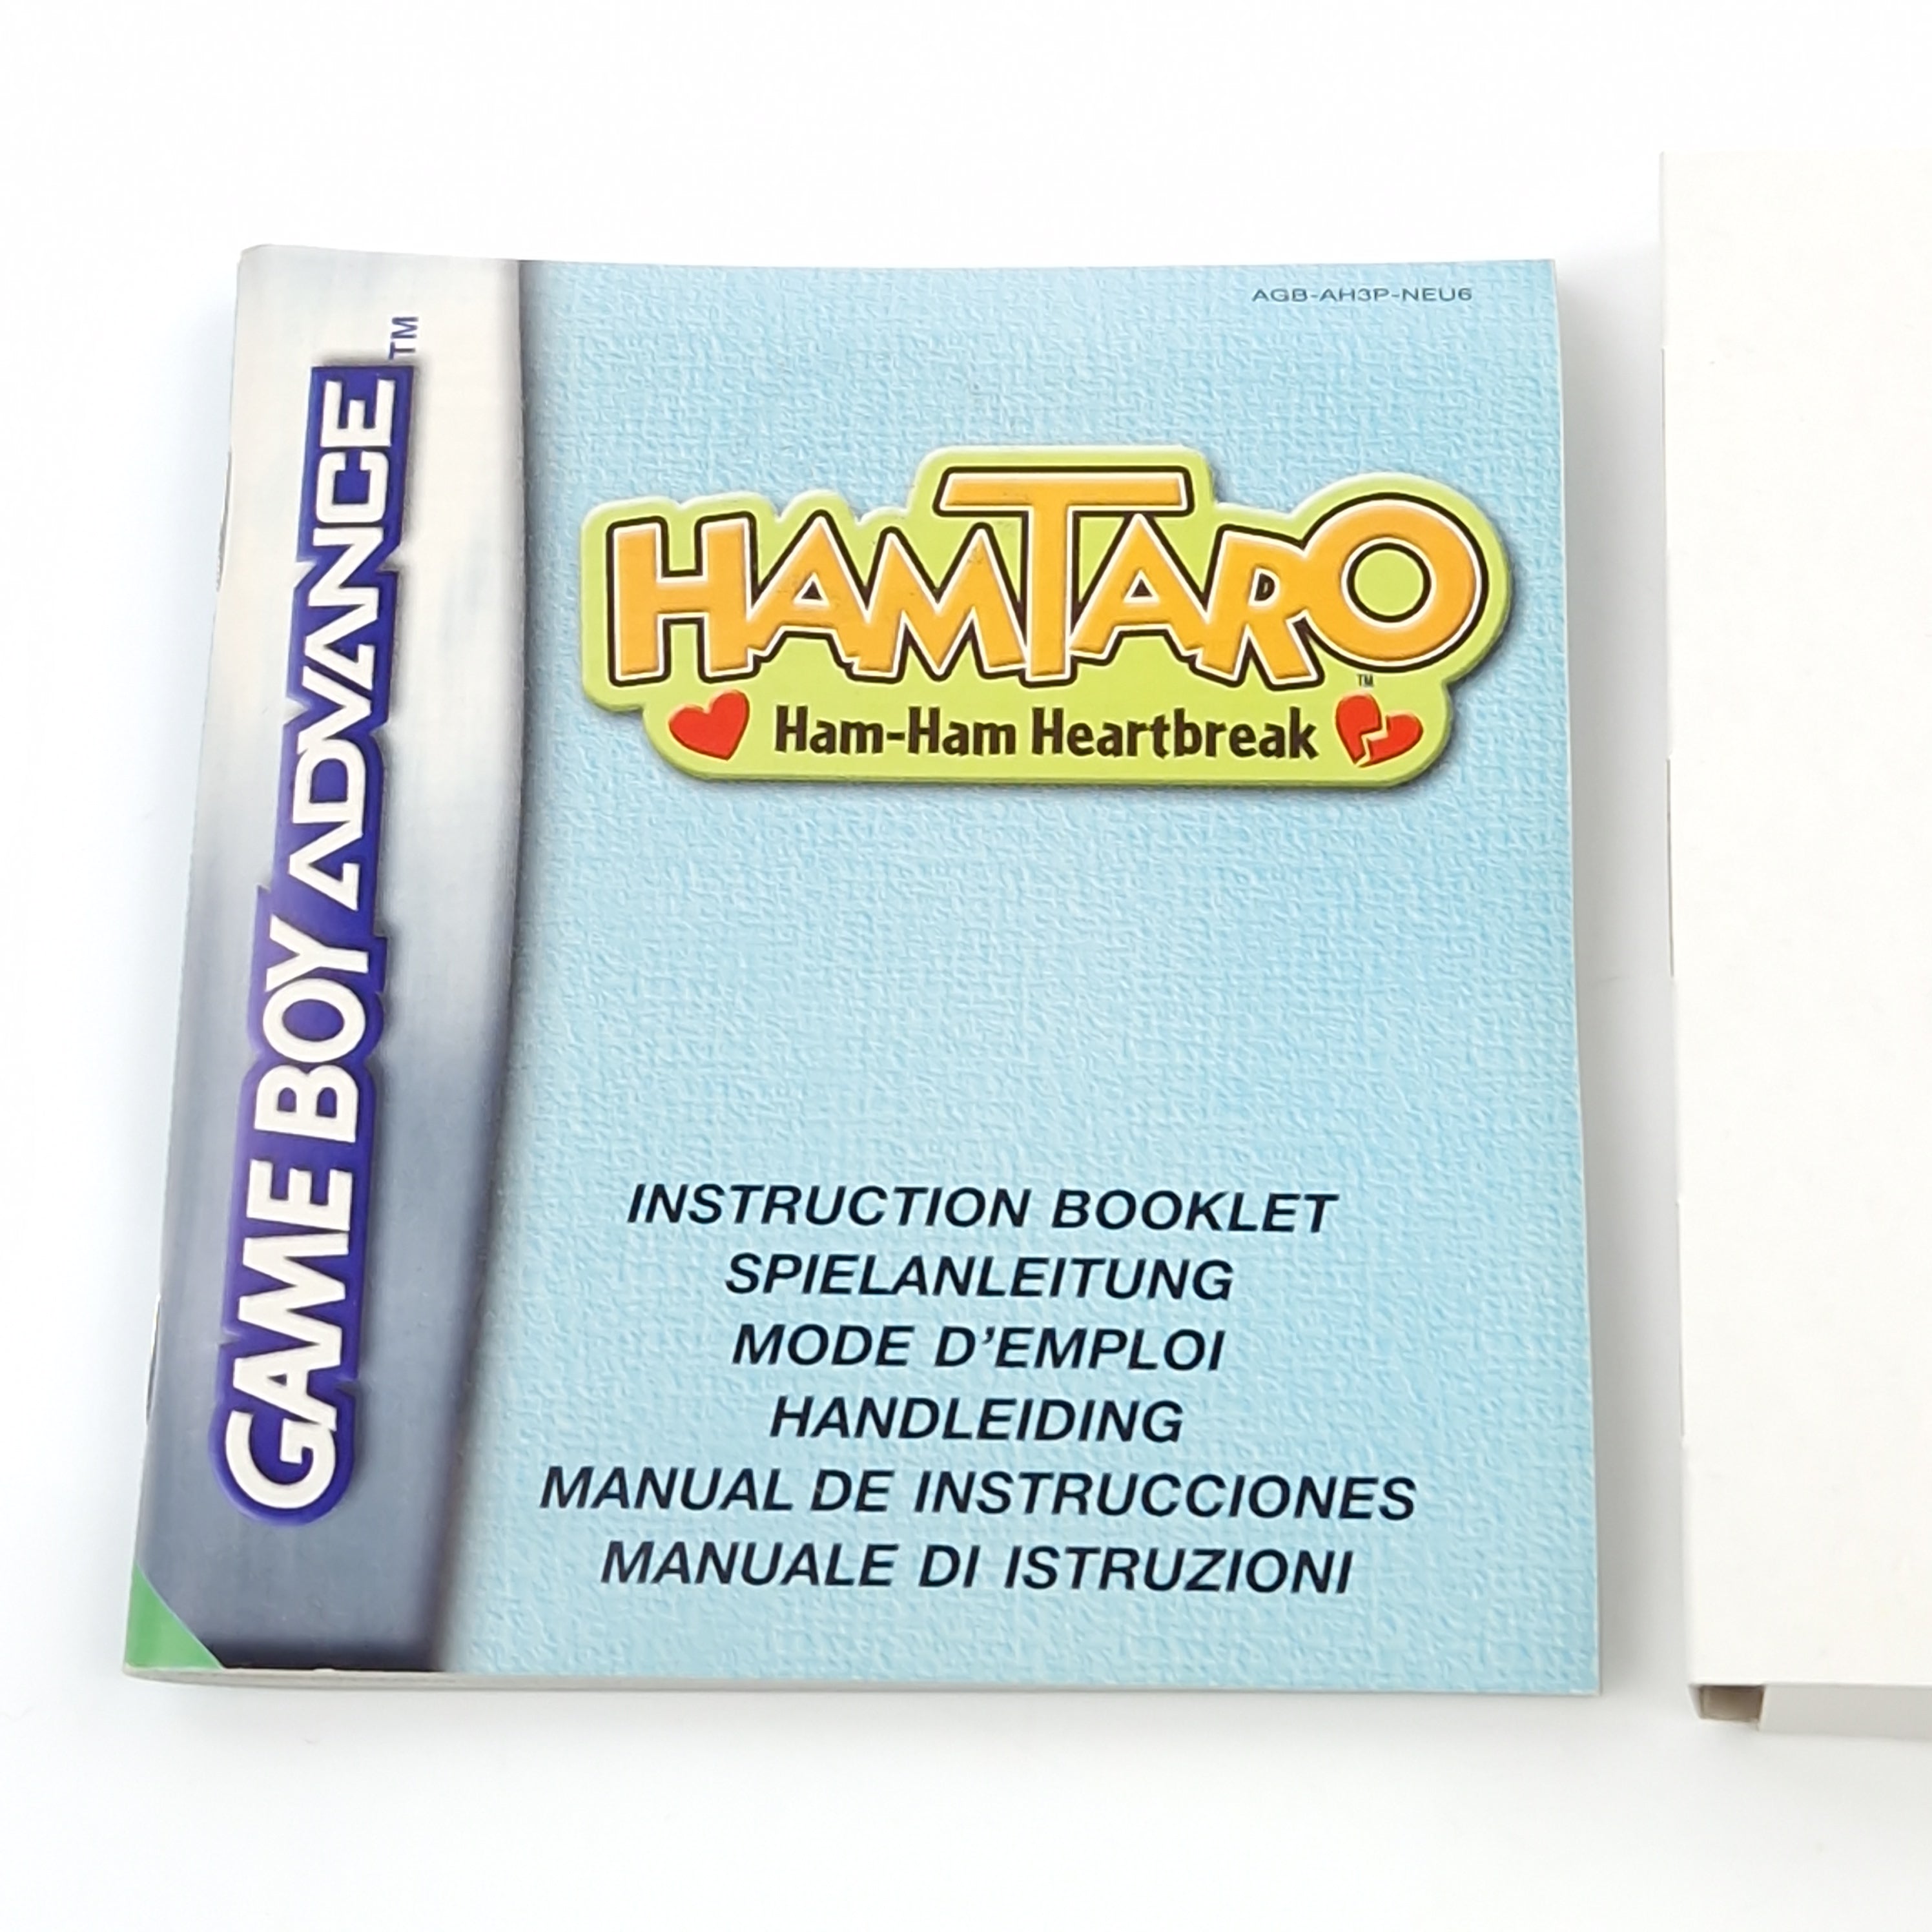 GAME BOY ADVANCE™
AGB-AH3P-NEU6
HAMTARO™
Ham-Ham Heartbreak
INSTRUCTION BOOKLET
SPIELANLEITUNG
MODE D'EMPLOI
HANDLEIDING
MANUAL DE INSTRUCCIONES
MANUALE DI ISTRUZIONI